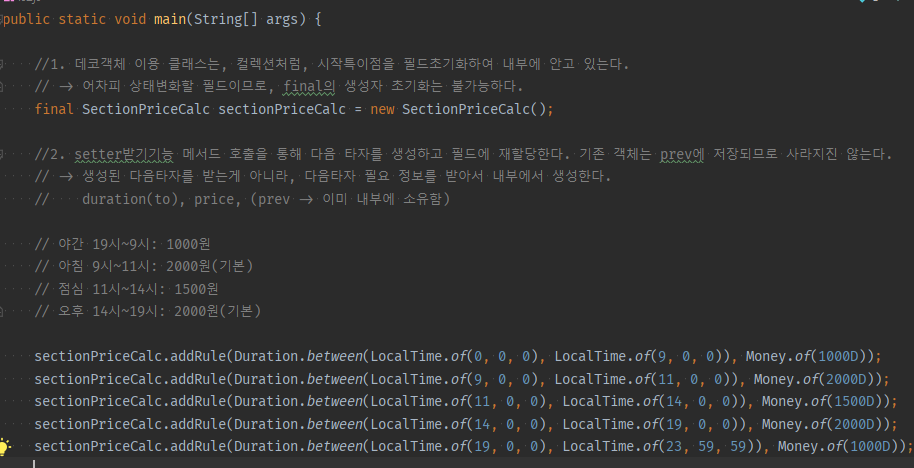 public static void main(String[] args) {
//1. 데코객체 이용 클래스는, 컬렉션처럼, 시작특이점을 필드초기화하여 내부에 안고 있는다.
// -> 어차피 상태변화할 필드이므로, final의 생성자 초기화는 불가능하다.
final SectionPriceCalc sectionPriceCalc = new SectionPriceCalc();
//2. setter받기기능 메서드 호출을 통해 다음 타자를 생성하고 필드에 재할당한다. 기존 객체는 prev에 저장되므로 사라지진 않는다.
// -> 생성된 다음타자를 받는게 아니라, 다음타자 필요 정보를 받아서 내부에서 생성한다.
// duration(to), price, (prev -> 이미 내부에 소유함)
// 야간 19시~9시: 1000원
// 아침 9시~11시: 2000원(기본)
// 점심 11시~14시: 1500원
// 오후 14시~19시: 2000원(기본)
sectionPriceCalc.addRule(Duration.between(LocalTime.of(0, 0, 0), LocalTime.of(9, 0, 0)), Money.of(1000D));
sectionPriceCalc.addRule(Duration.between(LocalTime.of(9, 0, 0), LocalTime.of(11, 0, 0)), Money.of(2000D));
sectionPriceCalc.addRule(Duration.between(LocalTime.of(11, 0, 0), LocalTime.of(14, 0, 0)), Money.of(1500D));
sectionPriceCalc.addRule(Duration.between(LocalTime.of(14, 0, 0), LocalTime.of(19, 0, 0)), Money.of(2000D));
sectionPriceCalc.addRule(Duration.between(LocalTime.of(19, 0, 0), LocalTime.of(23, 59, 59)), Money.of(1000D));